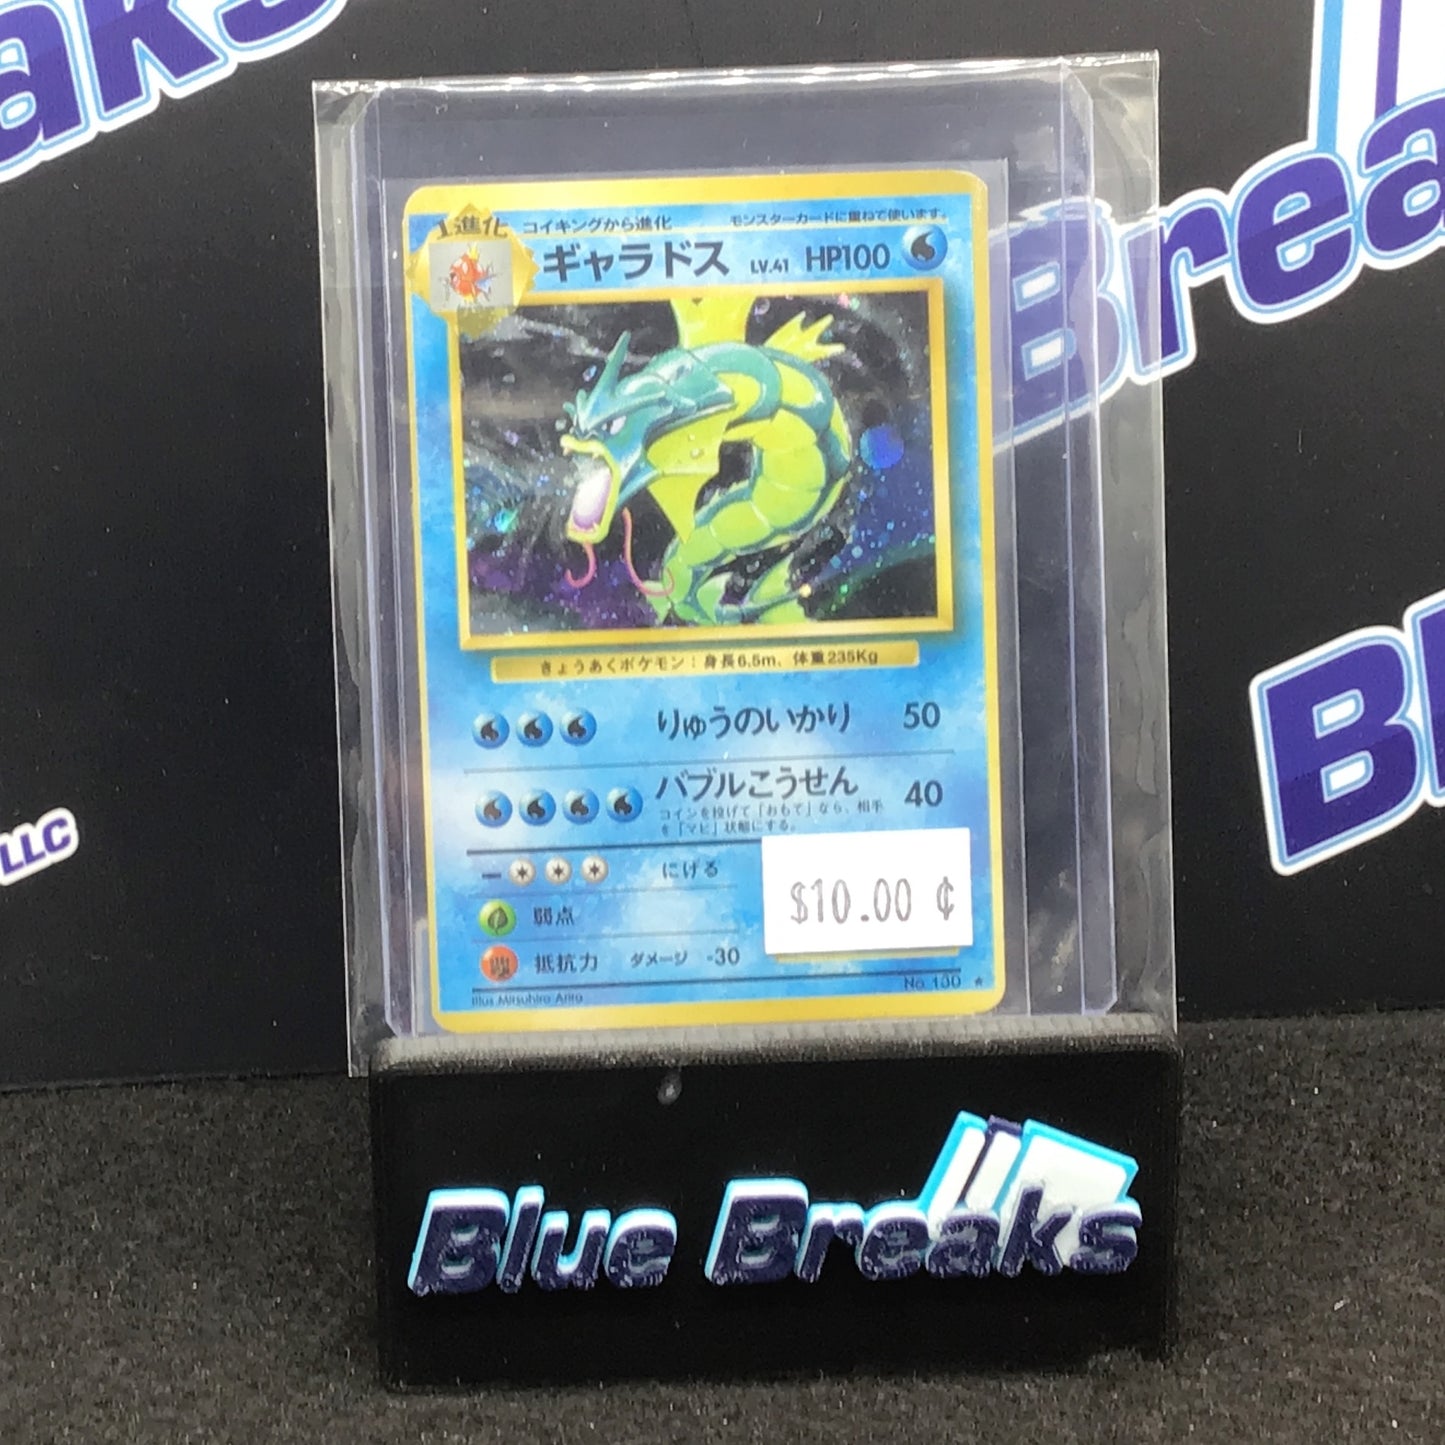 aks
Brea
1進化 コイキングから進化 モンスターカードに重ねて使います。
ギャラドス LV.41 HP100
きょうあくポケモン：身長6.5m、体重235Kg
りゅうのいかり 50
バブルこうせん 40
コインを投げて「おもて」なら、相手
を「マヒ」状態にする。
にげる
$10.00 ¢
弱点
抵抗力 ダメージ -30
Illus. Mitsuhiro Arita
No. 130
LLC
Bl
Blue Breaks